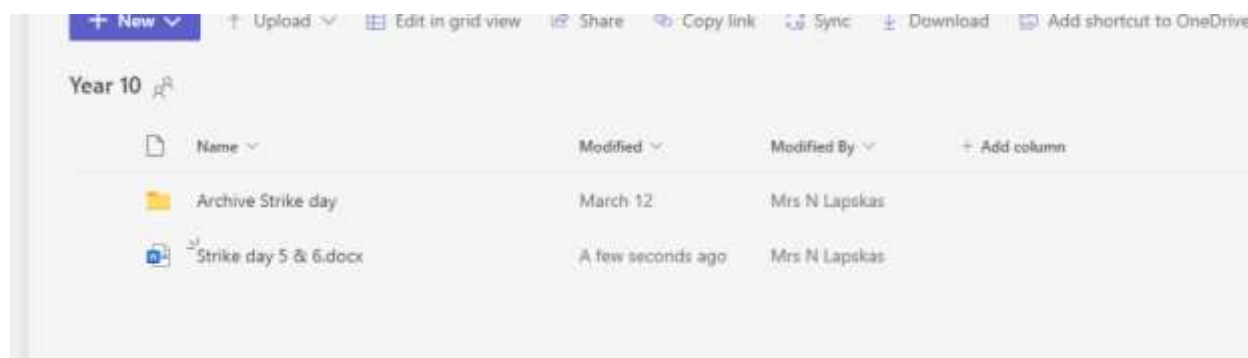 + New Upload Edit in grid view Share Copy link Sync Download Add shortcut to OneDrive
Year 10
Name Modified Modified By + Add column
Archive Strike day March 12 Mrs N Lapskas
Strike day 5 & 6.docx A few seconds ago Mrs N Lapskas